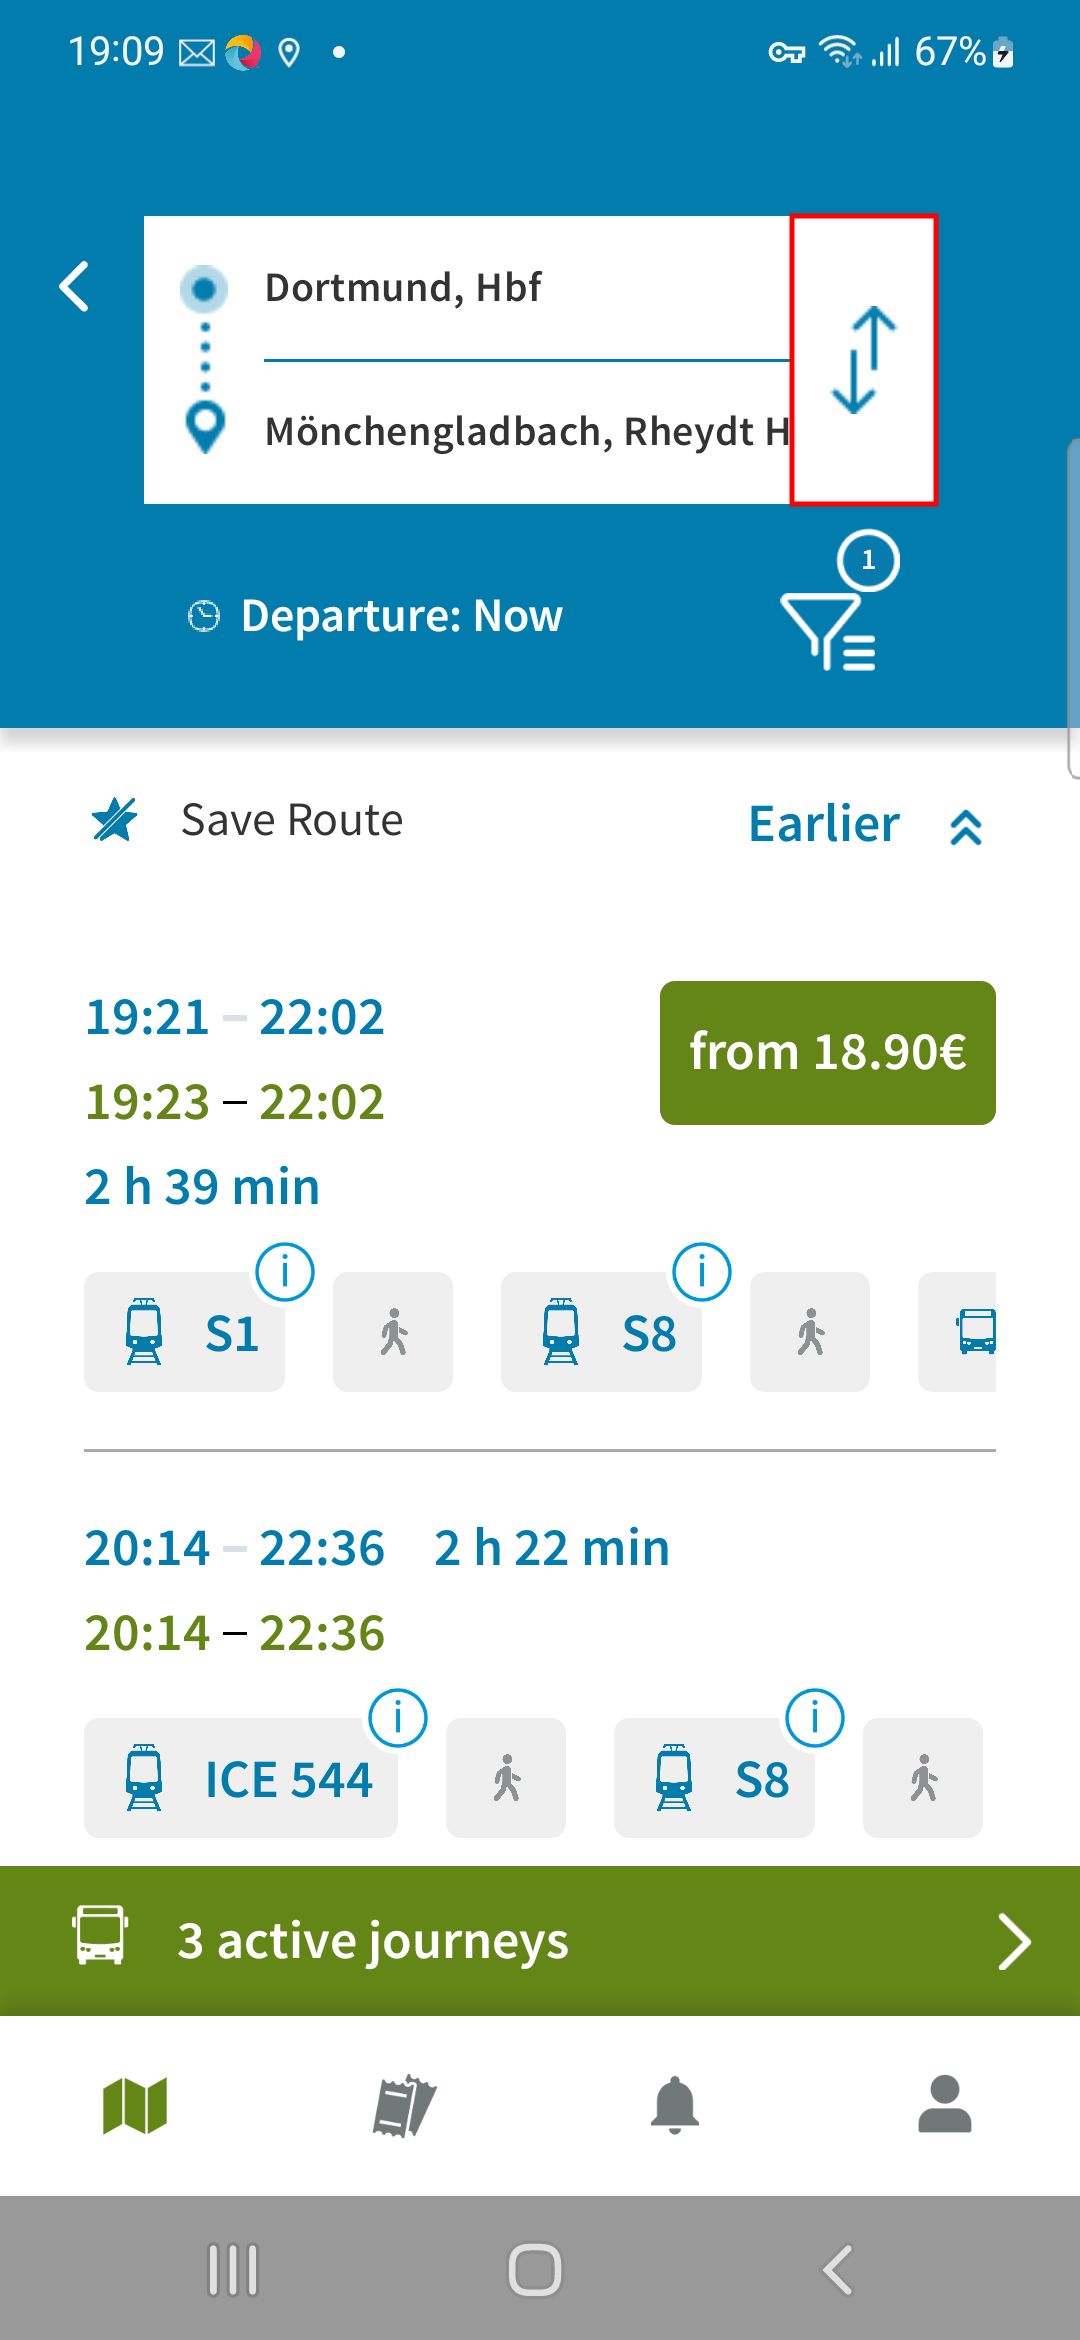 19:09
67%
Dortmund, Hbf
Mönchengladbach, Rheydt H
1
Departure: Now
Save Route
Earlier
19:21 – 22:02
from 18.90€
19:23 – 22:02
2 h 39 min
S1
S8
20:14 – 22:36 2 h 22 min
20:14 – 22:36
ICE 544
S8
3 active journeys